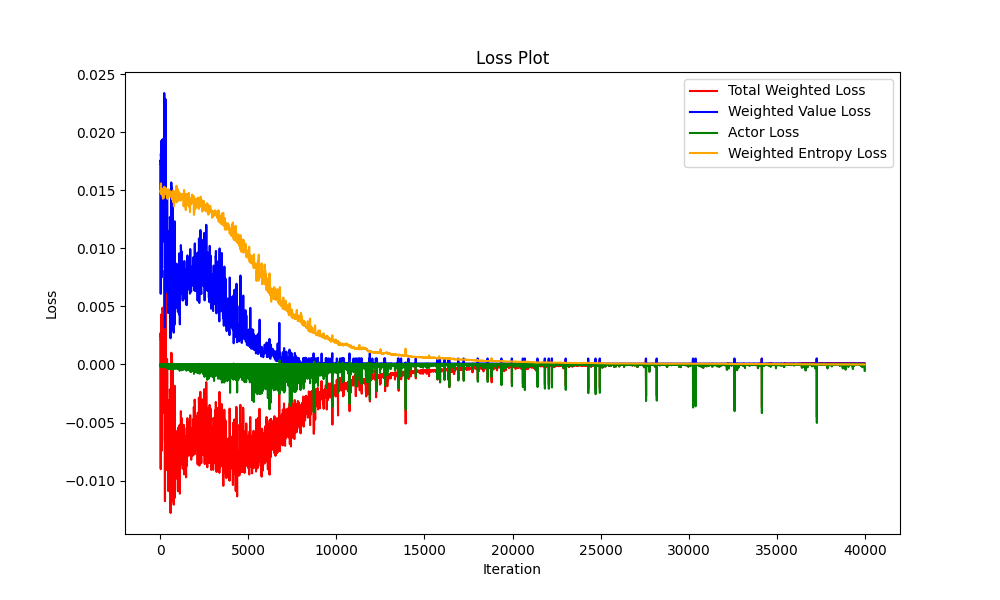 Loss Plot
0.025
0.020
0.015
0.010
0.005
0.000
−0.005
−0.010
Loss
Total Weighted Loss
Weighted Value Loss
Actor Loss
Weighted Entropy Loss
0 5000 10000 15000 20000 25000 30000 35000 40000
Iteration